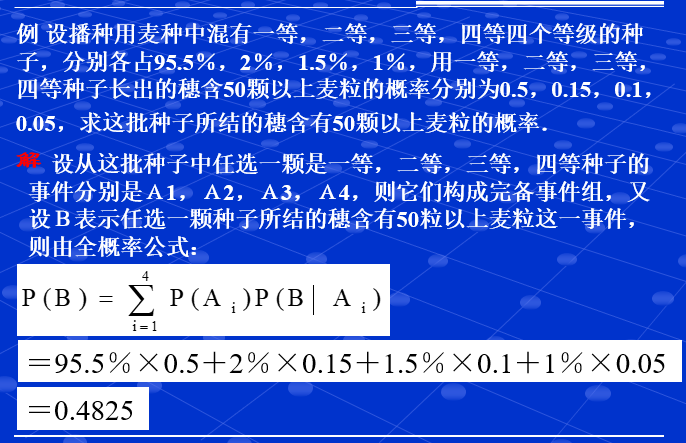 例 设播种用麦种中混有一等，二等，三等，四等四个等级的种
子，分别各占95.5%，2%，1.5%，1%，用一等，二等，三等，
四等种子长出的穗含50颗以上麦粒的概率分别为0.5，0.15，0.1，
0.05，求这批种子所结的穗含有50颗以上麦粒的概率．
解 设从这批种子中任选一颗是一等，二等，三等，四等种子的
事件分别是Ａ1，Ａ2，Ａ3，Ａ4，则它们构成完备事件组，又
设Ｂ表示任选一颗种子所结的穗含有50粒以上麦粒这一事件，
则由全概率公式：
P(B) = ∑_{i=1}^{4} P(A_i)P(B| A_i)
＝95.5％×0.5＋2％×0.15＋1.5％×0.1＋1％×0.05
＝0.4825